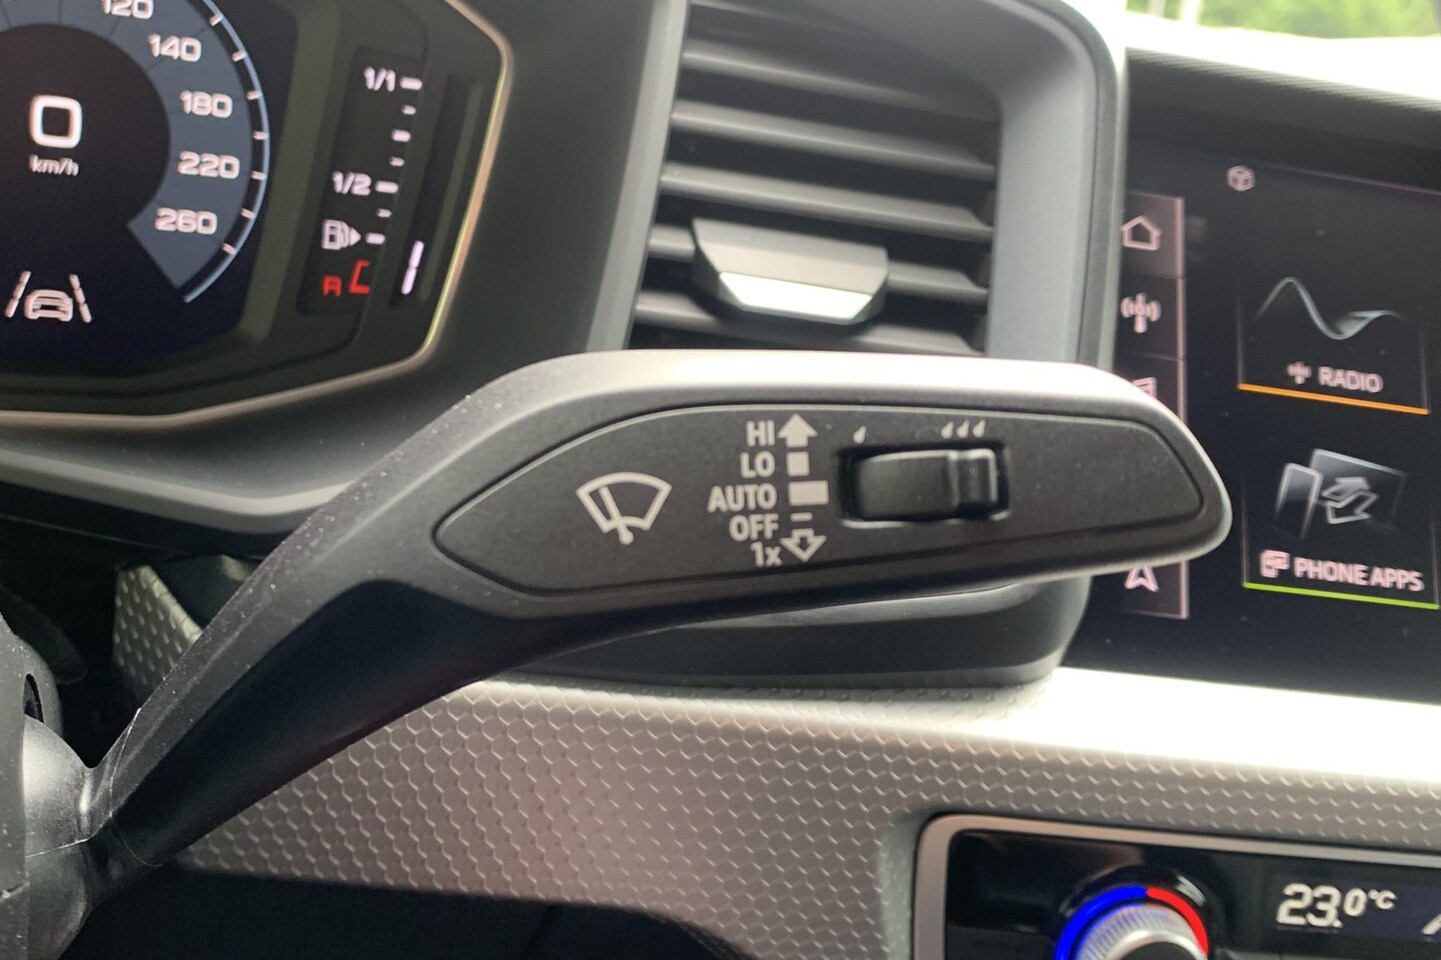 120
140
180
220
260
0
km/h
1/1
1/2
R
HI
LO
AUTO
OFF
1x
RADIO
PHONE APPS
23.0°C